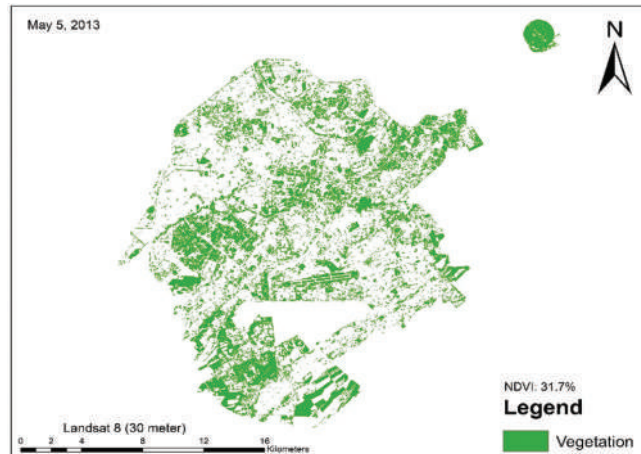 May 5, 2013
N
NDVI: 31.7%
Legend
Vegetation
Landsat 8 (30 meter)
0 2 4 8 12 16
Kilometers